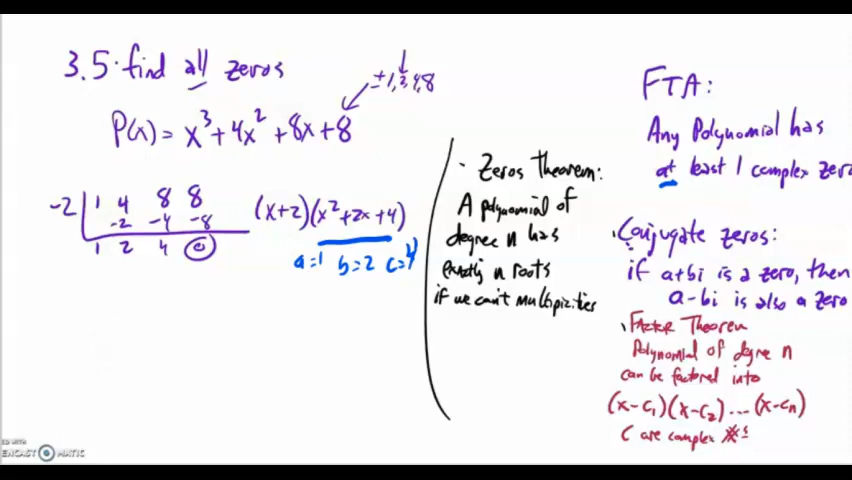 3.5 · find all zeros
± 1, 2, 4, 8
P(x) = x³ + 4x² + 8x + 8
-2 | 1 4 8 8
-2 -4 -8
1 2 4 0
(x+2)(x²+2x+4)
a=1 b=2 c=4
· Zeros Theorem:
A polynomial of
degree n has
exactly n roots
if we can't multiplicities
FTA:
Any Polynomial has
at least 1 complex zero
· Conjugate zeros:
if a+bi is a zero, then
a-bi is also a zero
· Factor Theorem
Polynomial of degre n
can be factored into
(x-c₁)(x-c₂)...(x-cn)
C are complex #s
ENCAST MATIC